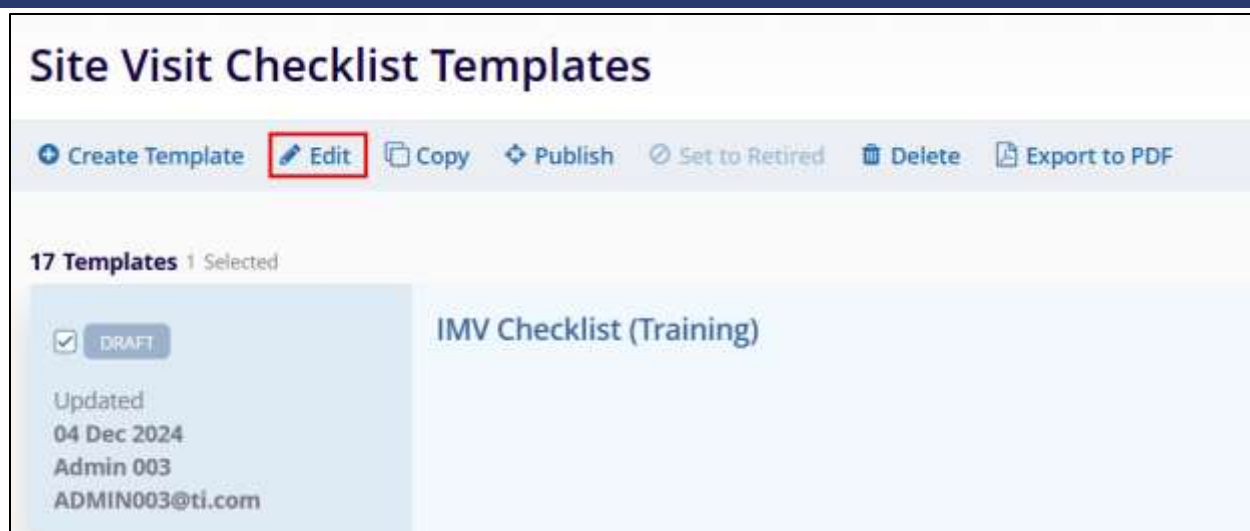 Site Visit Checklist Templates
Create Template Edit Copy Publish Set to Retired Delete Export to PDF
17 Templates 1 Selected
DRAFT
IMV Checklist (Training)
Updated
04 Dec 2024
Admin 003
ADMIN003@ti.com